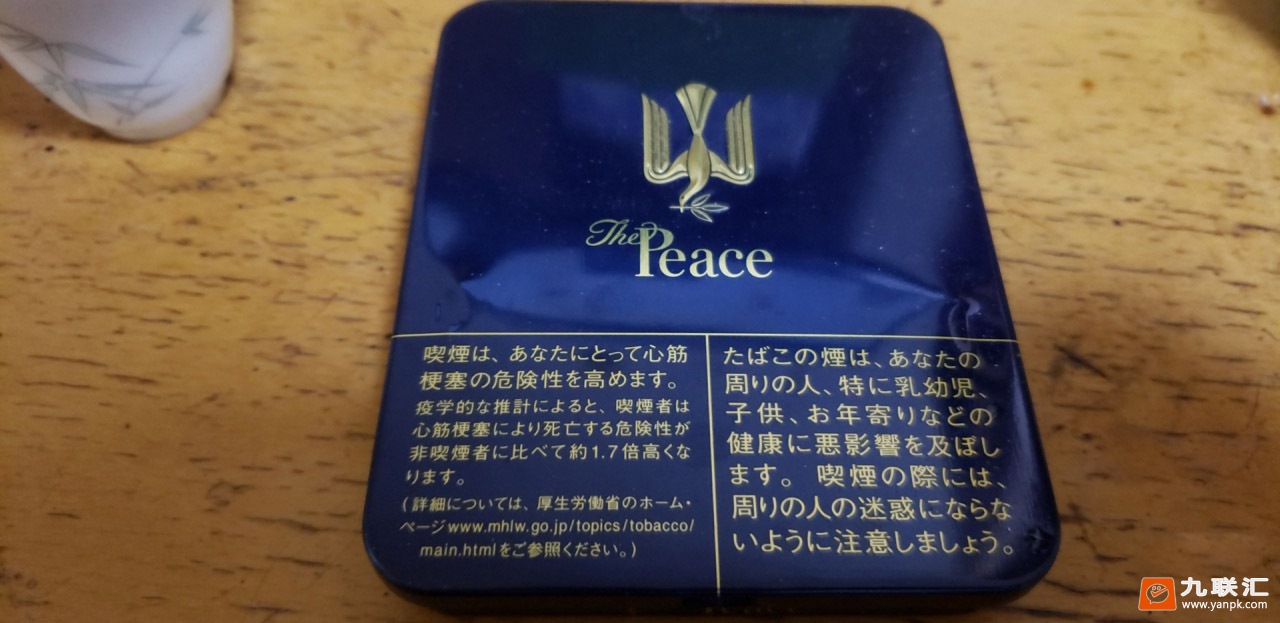 The Peace
喫煙は、あなたにとって心筋
梗塞の危険性を高めます。
疫学的な推計によると、喫煙者は
心筋梗塞により死亡する危険性が
非喫煙者に比べて約1.7倍高くな
ります。
(詳細については、厚生労働省のホーム・
ページwww.mhlw.go.jp/topics/tobacco/
main.htmlをご参照ください。)
たばこの煙は、あなたの
周りの人、特に乳幼児、
子供、お年寄りなどの
健康に悪影響を及ぼし
ます。喫煙の際には、
周りの人の迷惑にならな
いように注意しましょう。
九联汇
www.yanpk.com